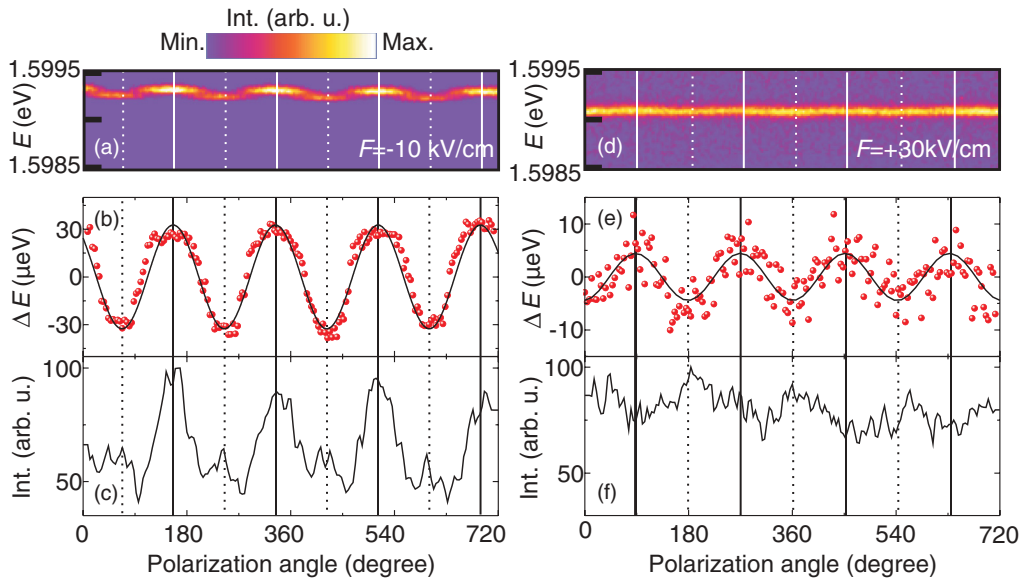 Int. (arb. u.)
Min. Max.
1.5995
E (eV)
1.5985
(a)
F=-10 kV/cm
1.5995
E (eV)
1.5985
(d)
F=+30kV/cm
(b)
30
0
-30
Δ E (μeV)
(e)
10
0
-10
Δ E (μeV)
100
50
Int. (arb. u.)
(c)
0 180 360 540 720
Polarization angle (degree)
100
50
Int. (arb. u.)
(f)
0 180 360 540 720
Polarization angle (degree)